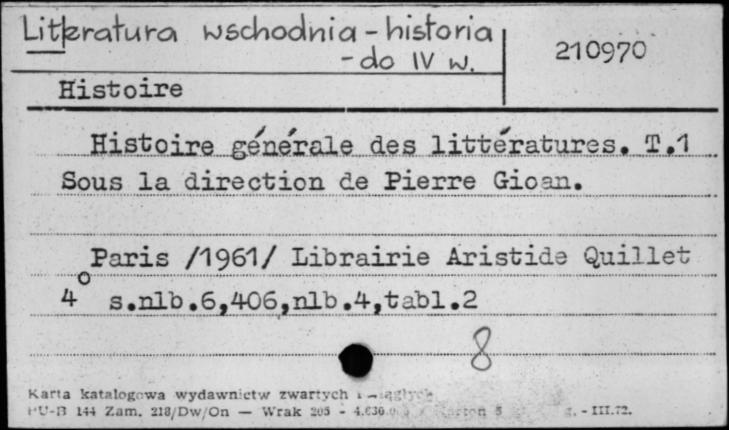 Literatura wschodnia - historia
- do IV w.
210970
Histoire
Histoire générale des littératures. T.1
Sous la direction de Pierre Gioan.
Paris /1961/ Librairie Aristide Quillet
4° s.nlb.6,406,nlb.4,tabl.2
8
Karta katalogowa wydawnictw zwartych i
PU-B 144 Zam. 218/Dw/On — Wrak 205 - 4.630 - III.72.